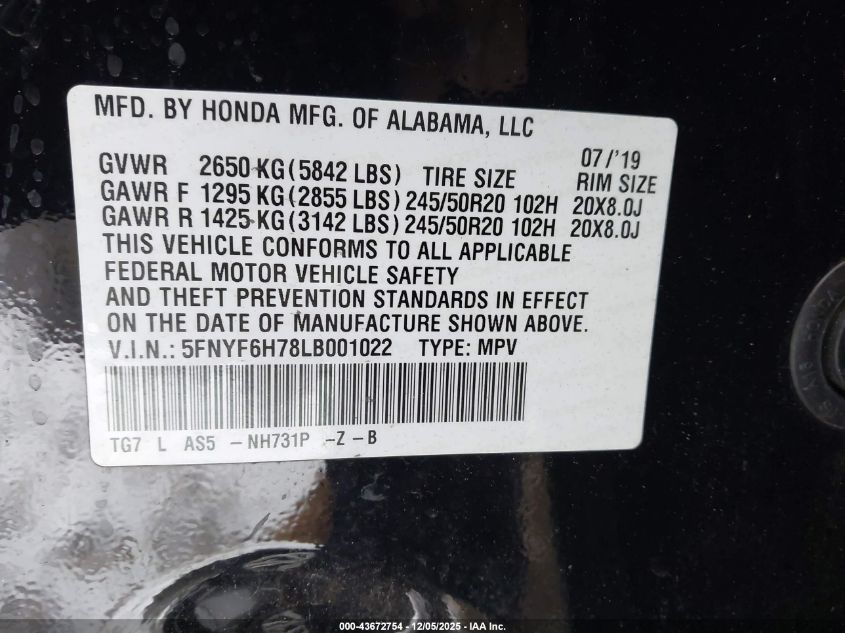 MFD. BY HONDA MFG. OF ALABAMA, LLC
07/'19
GVWR 2650 KG (5842 LBS) TIRE SIZE RIM SIZE
GAWR F 1295 KG (2855 LBS) 245/50R20 102H 20X8.0J
GAWR R 1425 KG (3142 LBS) 245/50R20 102H 20X8.0J
THIS VEHICLE CONFORMS TO ALL APPLICABLE
FEDERAL MOTOR VEHICLE SAFETY
AND THEFT PREVENTION STANDARDS IN EFFECT
ON THE DATE OF MANUFACTURE SHOWN ABOVE.
V.I.N.: 5FNYF6H78LB001022 TYPE: MPV
TG7 L AS5 -NH731P -Z -B
000-43672754 - 12/05/2025 - IAA Inc.